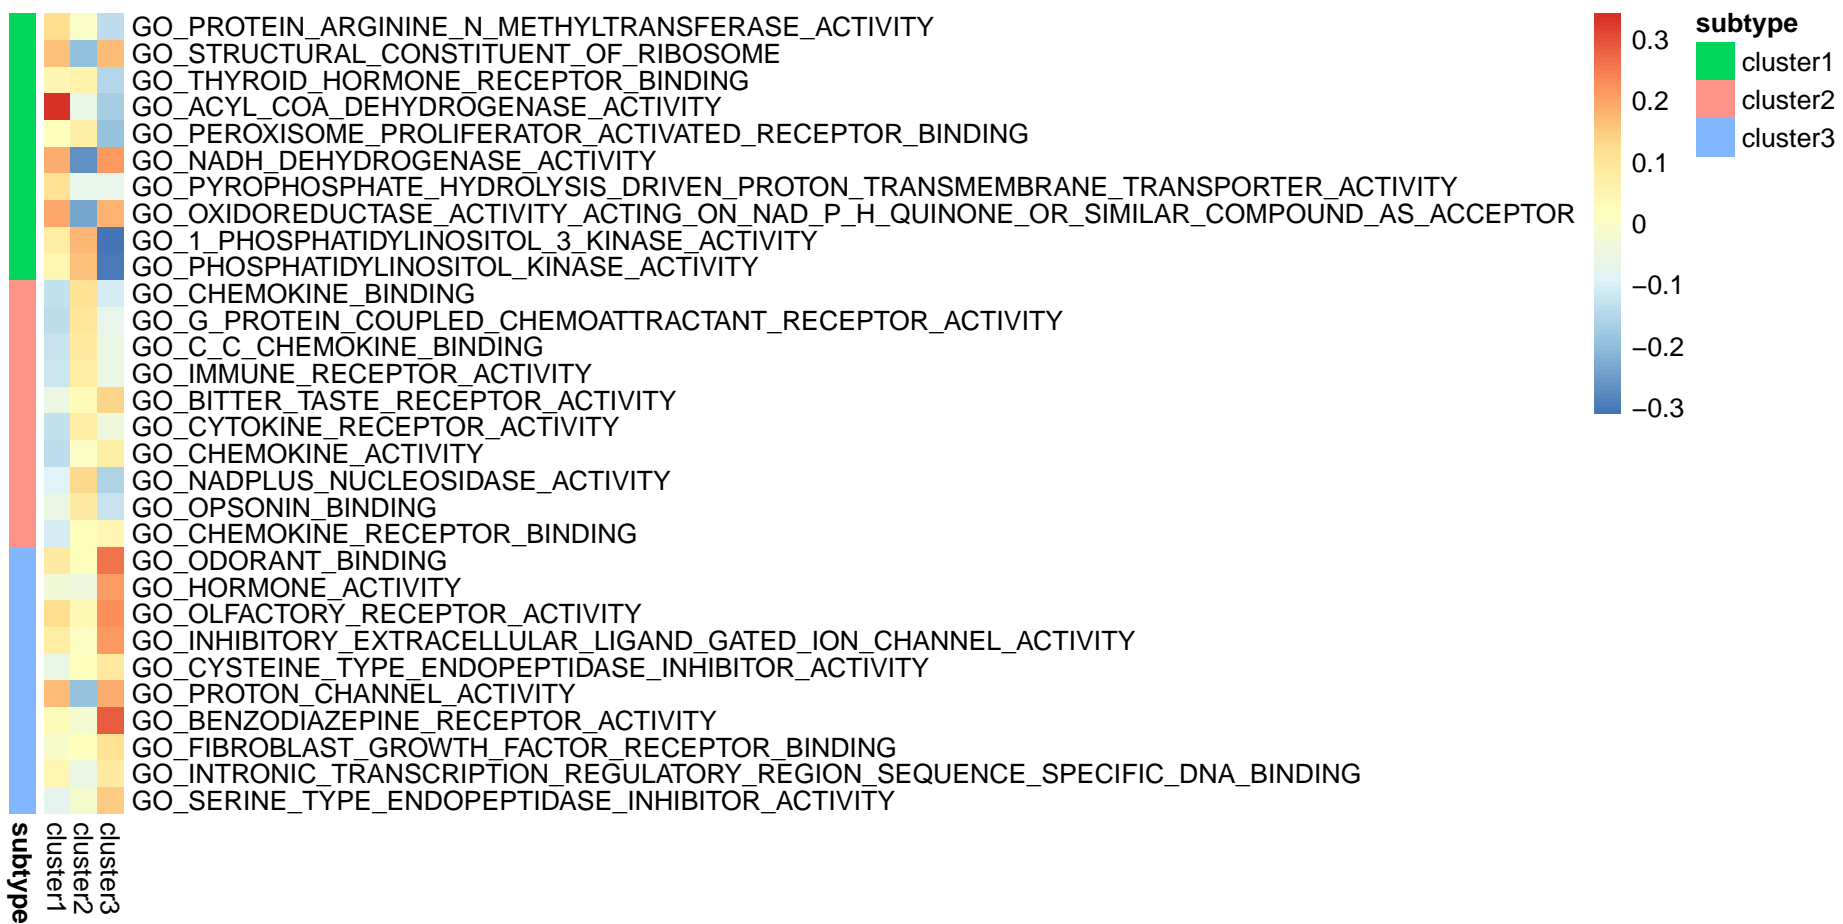 GO_PROTEIN_ARGININE_N_METHYLTRANSFERASE_ACTIVITY
GO_STRUCTURAL_CONSTITUENT_OF_RIBOSOME
GO_THYROID_HORMONE_RECEPTOR_BINDING
GO_ACYL_COA_DEHYDROGENASE_ACTIVITY
GO_PEROXISOME_PROLIFERATOR_ACTIVATED_RECEPTOR_BINDING
GO_NADH_DEHYDROGENASE_ACTIVITY
GO_PYROPHOSPHATE_HYDROLYSIS_DRIVEN_PROTON_TRANSMEMBRANE_TRANSPORTER_ACTIVITY
GO_OXIDOREDUCTASE_ACTIVITY_ACTING_ON_NAD_P_H_QUINONE_OR_SIMILAR_COMPOUND_AS_ACCEPTOR
GO_1_PHOSPHATIDYLINOSITOL_3_KINASE_ACTIVITY
GO_PHOSPHATIDYLINOSITOL_KINASE_ACTIVITY
GO_CHEMOKINE_BINDING
GO_G_PROTEIN_COUPLED_CHEMOATTRACTANT_RECEPTOR_ACTIVITY
GO_C_C_CHEMOKINE_BINDING
GO_IMMUNE_RECEPTOR_ACTIVITY
GO_BITTER_TASTE_RECEPTOR_ACTIVITY
GO_CYTOKINE_RECEPTOR_ACTIVITY
GO_CHEMOKINE_ACTIVITY
GO_NADPLUS_NUCLEOSIDASE_ACTIVITY
GO_OPSONIN_BINDING
GO_CHEMOKINE_RECEPTOR_BINDING
GO_ODORANT_BINDING
GO_HORMONE_ACTIVITY
GO_OLFACTORY_RECEPTOR_ACTIVITY
GO_INHIBITORY_EXTRACELLULAR_LIGAND_GATED_ION_CHANNEL_ACTIVITY
GO_CYSTEINE_TYPE_ENDOPEPTIDASE_INHIBITOR_ACTIVITY
GO_PROTON_CHANNEL_ACTIVITY
GO_BENZODIAZEPINE_RECEPTOR_ACTIVITY
GO_FIBROBLAST_GROWTH_FACTOR_RECEPTOR_BINDING
GO_INTRONIC_TRANSCRIPTION_REGULATORY_REGION_SEQUENCE_SPECIFIC_DNA_BINDING
GO_SERINE_TYPE_ENDOPEPTIDASE_INHIBITOR_ACTIVITY
subtype
cluster1
cluster2
cluster3
0.3
0.2
0.1
0
−0.1
−0.2
−0.3
subtype
cluster1
cluster2
cluster3